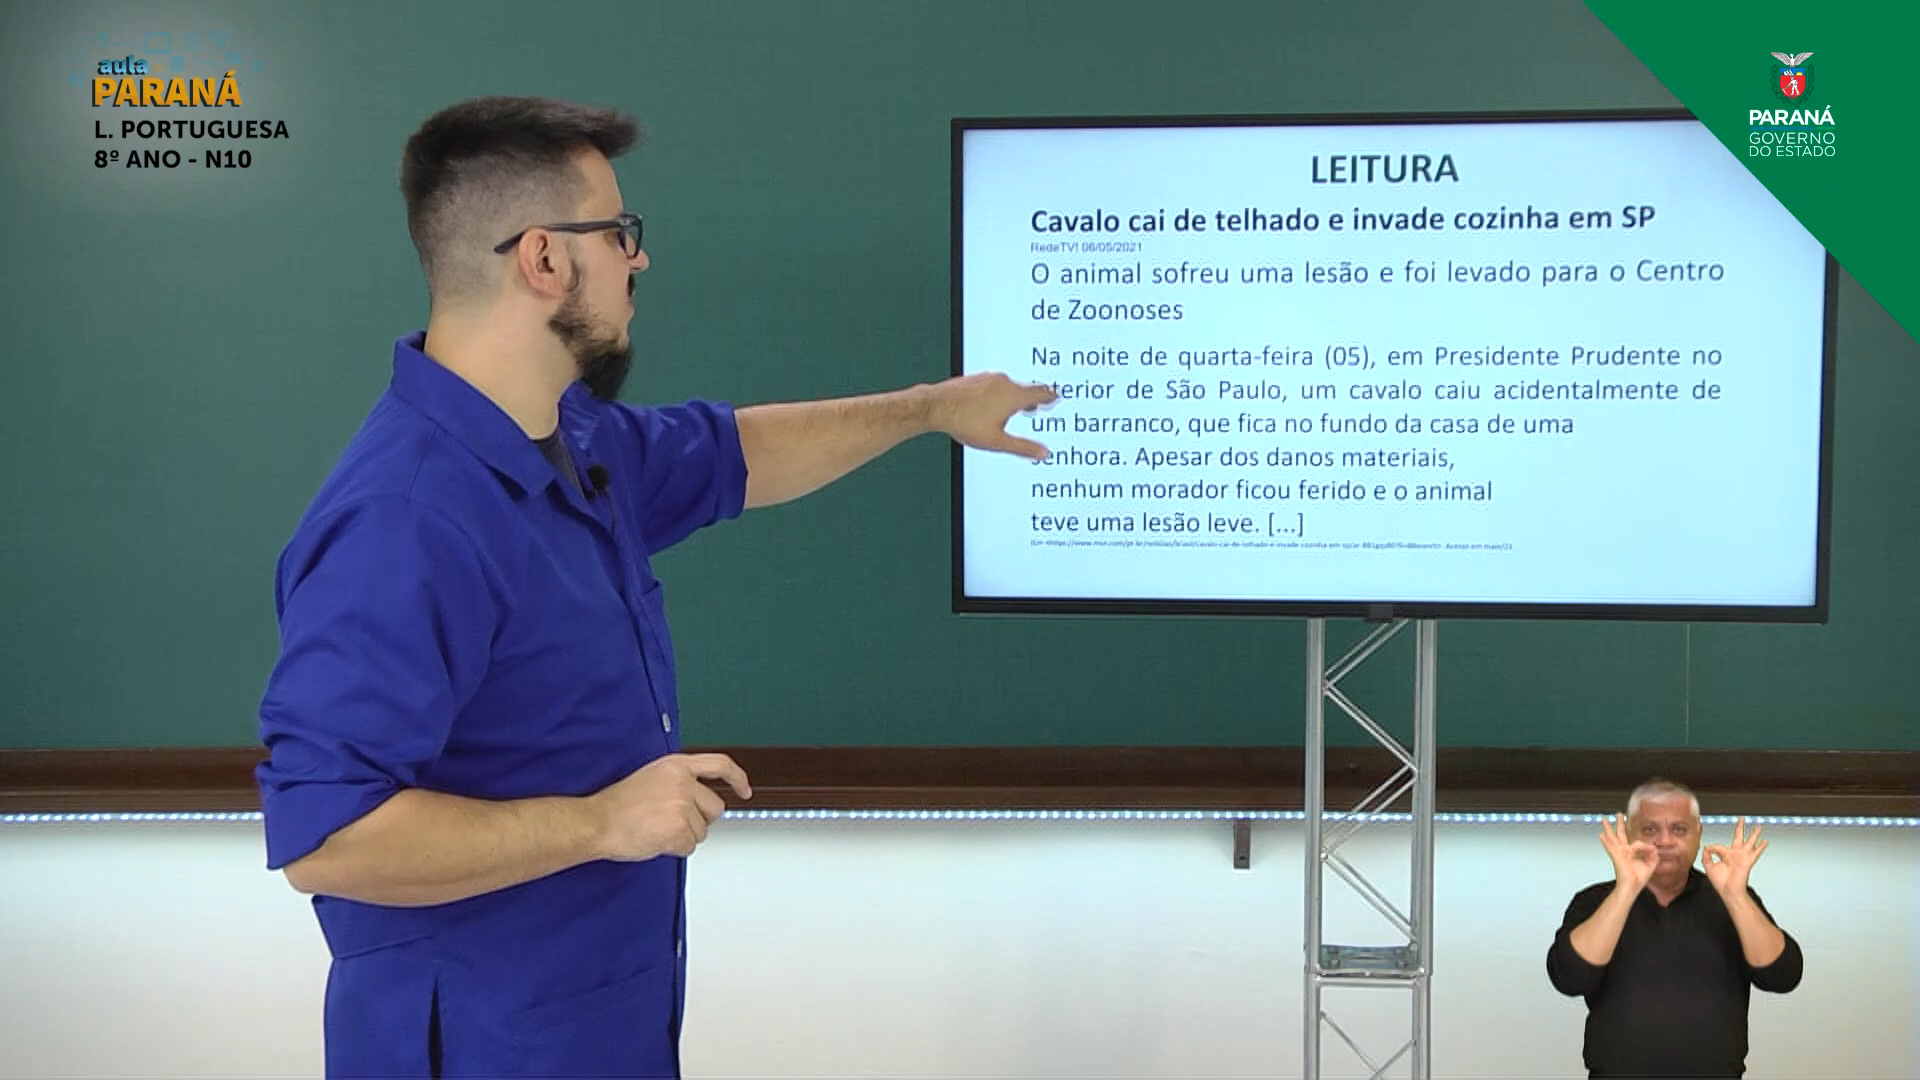 aula
PARANÁ
L. PORTUGUESA
8º ANO - N10
PARANÁ
GOVERNO
DO ESTADO
LEITURA
Cavalo cai de telhado e invade cozinha em SP
RedeTV! 06/05/2021
O animal sofreu uma lesão e foi levado para o Centro
de Zoonoses
Na noite de quarta-feira (05), em Presidente Prudente no
interior de São Paulo, um cavalo caiu acidentalmente de
um barranco, que fica no fundo da casa de uma
senhora. Apesar dos danos materiais,
nenhum morador ficou ferido e o animal
teve uma lesão leve. [...]
Acesso em maio/21